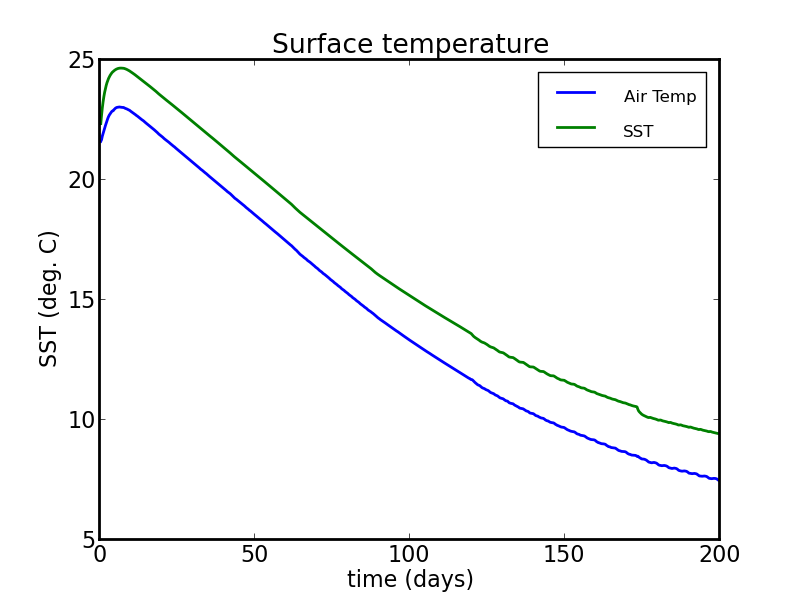 Surface temperature
25
20
15
10
5
SST (deg. C)
Air Temp
SST
0 50 100 150 200
time (days)